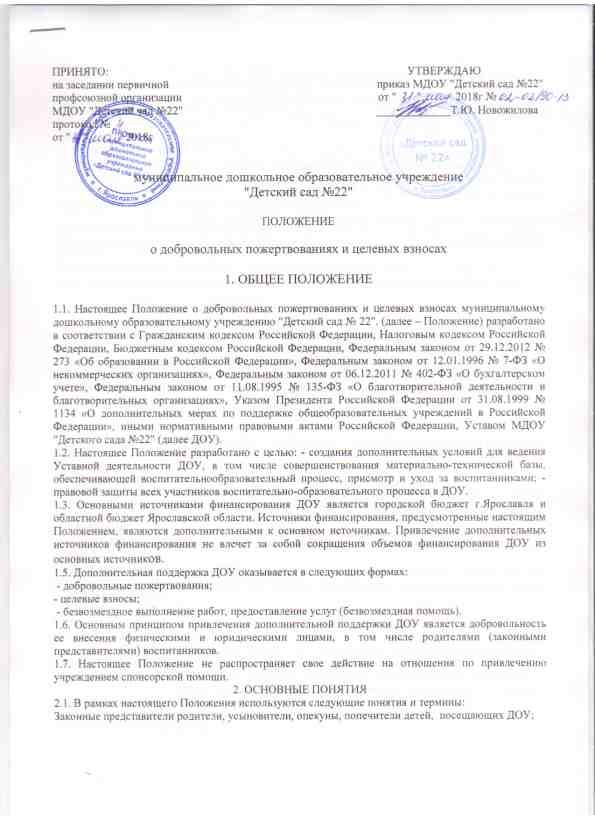 ПРИНЯТО:
на заседании первичной
профсоюзной организации
МДОУ "Детский сад №22"
протокол № 4
от " 2018г
УТВЕРЖДАЮ
приказ МДОУ "Детский сад №22"
от " 31 " мая 2018г № 02-02/90-13
Т.Ю. Новожилова
«Детский сад
№ 22»
муниципальное дошкольное образовательное учреждение
"Детский сад №22"
ПОЛОЖЕНИЕ
о добровольных пожертвованиях и целевых взносах
1. ОБЩЕЕ ПОЛОЖЕНИЕ
1.1. Настоящее Положение о добровольных пожертвованиях и целевых взносах муниципальному
дошкольному образовательному учреждению "Детский сад № 22". (далее – Положение) разработано
в соответствии с Гражданским кодексом Российской Федерации, Налоговым кодексом Российской
Федерации, Бюджетным кодексом Российской Федерации, Федеральным законом от 29.12.2012 №
273 «Об образовании в Российской Федерации», Федеральным законом от 12.01.1996 № 7-ФЗ «О
некоммерческих организациях», Федеральным законом от 06.12.2011 № 402-ФЗ «О бухгалтерском
учете», Федеральным законом от 11.08.1995 № 135-ФЗ «О благотворительной деятельности и
благотворительных организациях», Указом Президента Российской Федерации от 31.08.1999 №
1134 «О дополнительных мерах по поддержке общеобразовательных учреждений в Российской
Федерации», иными нормативными правовыми актами Российской Федерации, Уставом МДОУ
"Детского сада №22" (далее ДОУ).
1.2. Настоящее Положение разработано с целью: - создания дополнительных условий для ведения
Уставной деятельности ДОУ, в том числе совершенствования материально-технической базы,
обеспечивающей воспитательнообразовательный процесс, присмотр и уход за воспитанниками; -
правовой защиты всех участников воспитательно-образовательного процесса в ДОУ.
1.3. Основными источниками финансирования ДОУ является городской бюджет г.Ярославля и
областной бюджет Ярославской области. Источники финансирования, предусмотренные настоящим
Положением, являются дополнительными к основном источникам. Привлечение дополнительных
источников финансирования не влечет за собой сокращения объемов финансирования ДОУ из
основных источников.
1.5. Дополнительная поддержка ДОУ оказывается в следующих формах:
- добровольные пожертвования;
- целевые взносы;
- безвозмездное выполнение работ, предоставление услуг (безвозмездная помощь).
1.6. Основным принципом привлечения дополнительной поддержки ДОУ является добровольность
ее внесения физическими и юридическими лицами, в том числе родителями (законными
представителями) воспитанников.
1.7. Настоящее Положение не распространяет свое действие на отношения по привлечению
учреждением спонсорской помощи.
2. ОСНОВНЫЕ ПОНЯТИЯ
2.1. В рамках настоящего Положения используются следующие понятия и термины:
Законные представители родители, усыновители, опекуны, попечители детей, посещающих ДОУ;